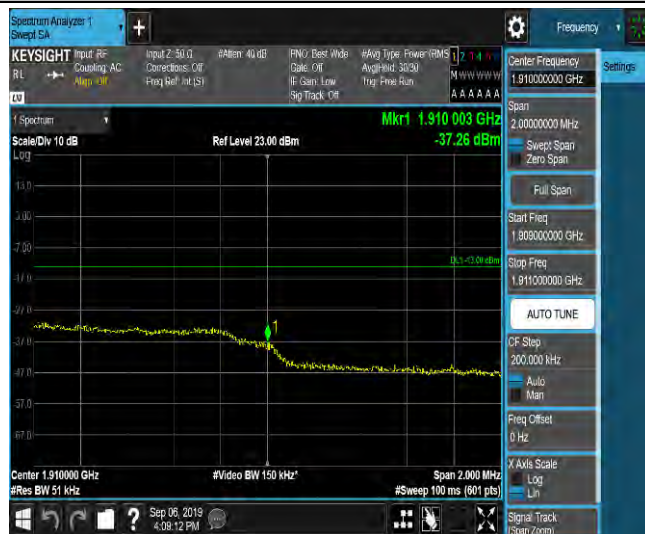 Spectrum Analyzer 1
Swept SA
+
Frequency
KEYSIGHT
RL
Input: RF
Coupling: AC
Align: Off
Input Z: 50 Ω
Corrections: Off
Freq Ref: Int (S)
#Atten: 40 dB
PNO: Best Wide
Gate: Off
IF Gain: Low
Sig Track: Off
#Avg Type: Power (RMS
Avg|Hold: 30/30
Trig: Free Run
1 2 3 4 5 6
M W W W W W
A A A A A A
LW
1 Spectrum
Scale/Div 10 dB
Log
Ref Level 23.00 dBm
Mkr1 1.910 003 GHz
-37.26 dBm
13.0
3.00
-7.00
DL1 -13.00 dBm
-17.0
-27.0
1
-37.0
-47.0
-57.0
-67.0
Center 1.910000 GHz
#Video BW 150 kHz*
Span 2.000 MHz
#Res BW 51 kHz
#Sweep 100 ms (601 pts)
Sep 06, 2019
4:09:12 PM
?
Settings
Center Frequency
1.910000000 GHz
Span
2.00000000 MHz
Swept Span
Zero Span
Full Span
Start Freq
1.909000000 GHz
Stop Freq
1.911000000 GHz
AUTO TUNE
CF Step
200.000 kHz
Auto
Man
Freq Offset
0 Hz
X Axis Scale
Log
Lin
Signal Track
(Span Zoom)